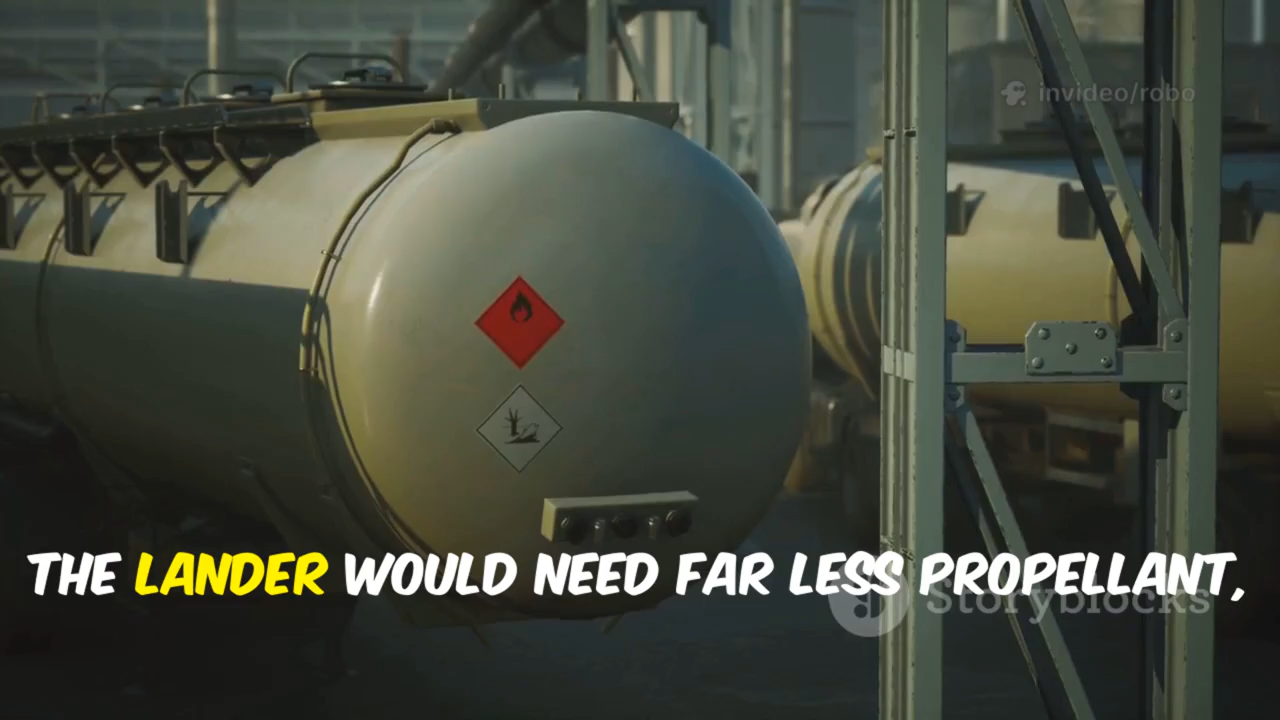 invideo/robo
THE LANDER WOULD NEED FAR LESS PROPELLANT,
Storyblocks